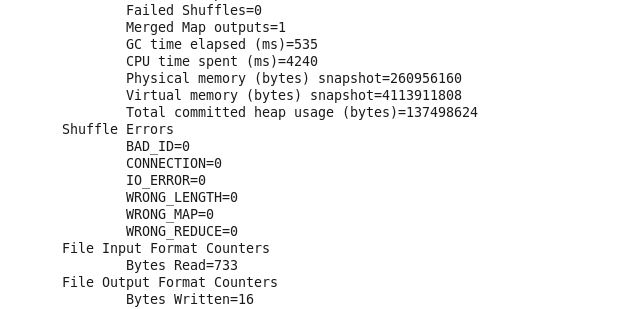 Failed Shuffles=0
Merged Map outputs=1
GC time elapsed (ms)=535
CPU time spent (ms)=4240
Physical memory (bytes) snapshot=260956160
Virtual memory (bytes) snapshot=4113911808
Total committed heap usage (bytes)=137498624
Shuffle Errors
BAD_ID=0
CONNECTION=0
IO_ERROR=0
WRONG_LENGTH=0
WRONG_MAP=0
WRONG_REDUCE=0
File Input Format Counters
Bytes Read=733
File Output Format Counters
Bytes Written=16